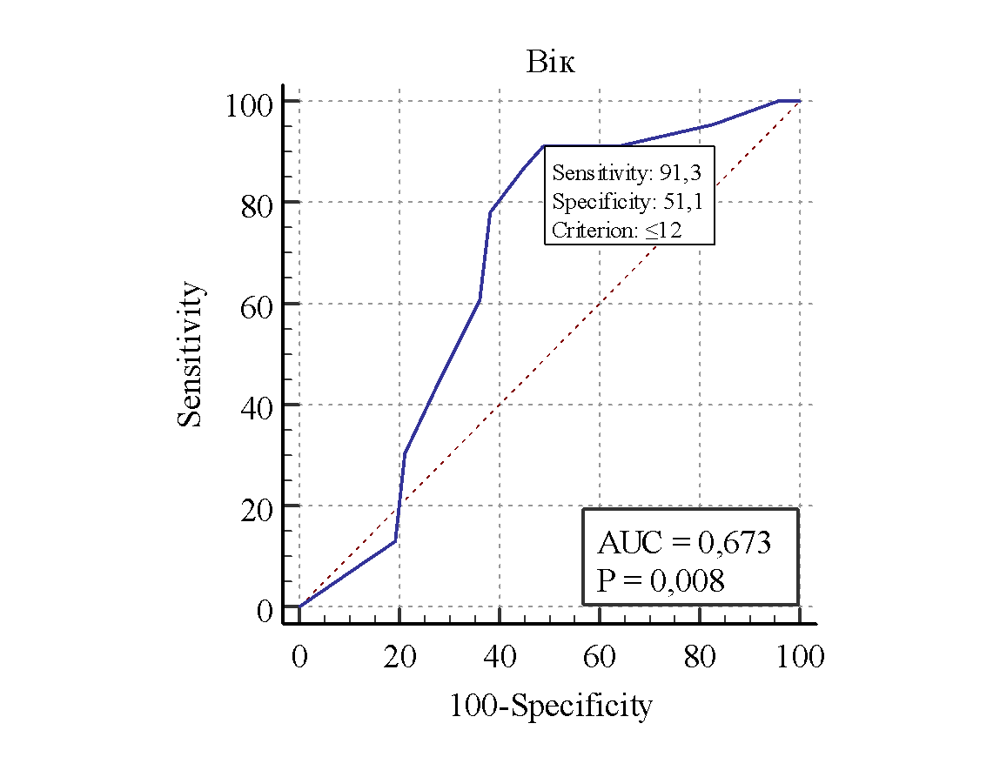 Вік
100
80
60
40
20
0
Sensitivity
Sensitivity: 91,3
Specificity: 51,1
Criterion: ≤12
AUC = 0,673
P = 0,008
0 20 40 60 80 100
100-Specificity